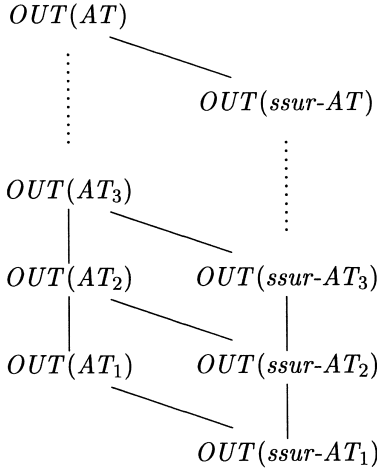 OUT(AT)
OUT(ssur-AT)
OUT(AT₃)
OUT(AT₂)
OUT(ssur-AT₃)
OUT(AT₁)
OUT(ssur-AT₂)
OUT(ssur-AT₁)